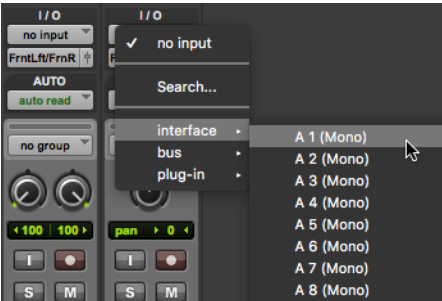 I / O
I / O
no input
FrntLft/FrnR
F
✓ no input
Search...
interface
bus
plug-in
A 1 (Mono)
A 2 (Mono)
A 3 (Mono)
A 4 (Mono)
A 5 (Mono)
A 6 (Mono)
A 7 (Mono)
A 8 (Mono)
AUTO
auto read
no group
100 100
pan 0
I
I
S M
S M